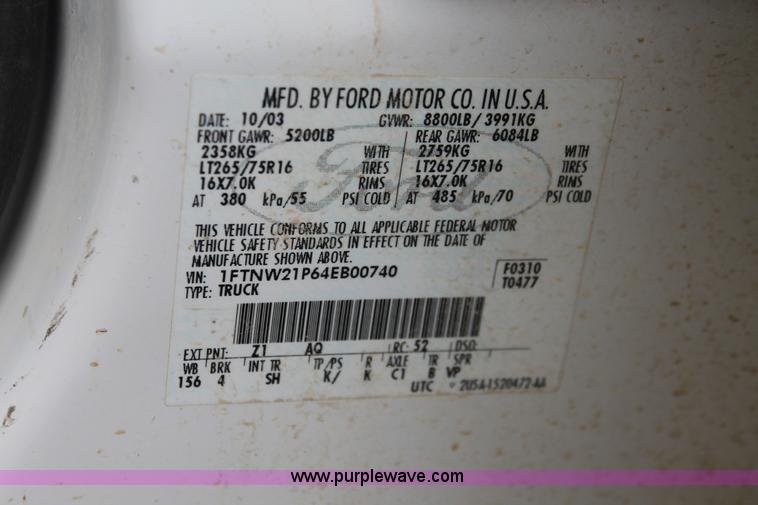 MFD. BY FORD MOTOR CO. IN U.S.A.
DATE: 10/03 GVWR: 8800LB/3991KG
FRONT GAWR: 5200LB REAR GAWR: 6084LB
2358KG WITH 2759KG WITH
LT265/75R16 TIRES LT265/75R16 TIRES
16X7.0K RIMS 16X7.0K RIMS
AT 380 kPa/55 PSI COLD AT 485 kPa/70 PSI COLD
Ford
THIS VEHICLE CONFORMS TO ALL APPLICABLE FEDERAL MOTOR
VEHICLE SAFETY STANDARDS IN EFFECT ON THE DATE OF
MANUFACTURE SHOWN ABOVE.
VIN: 1FTNW21P64EB00740 F0310
TYPE: TRUCK T0477
EXT PNT: Z1 AQ RC: 52 DSO:
WB BRK INT TR TP/PS R AXLE TR SPR
156 4 SH K/ K C1 B VP
UTC 2U5A-1520472-AA
www.purplewave.com